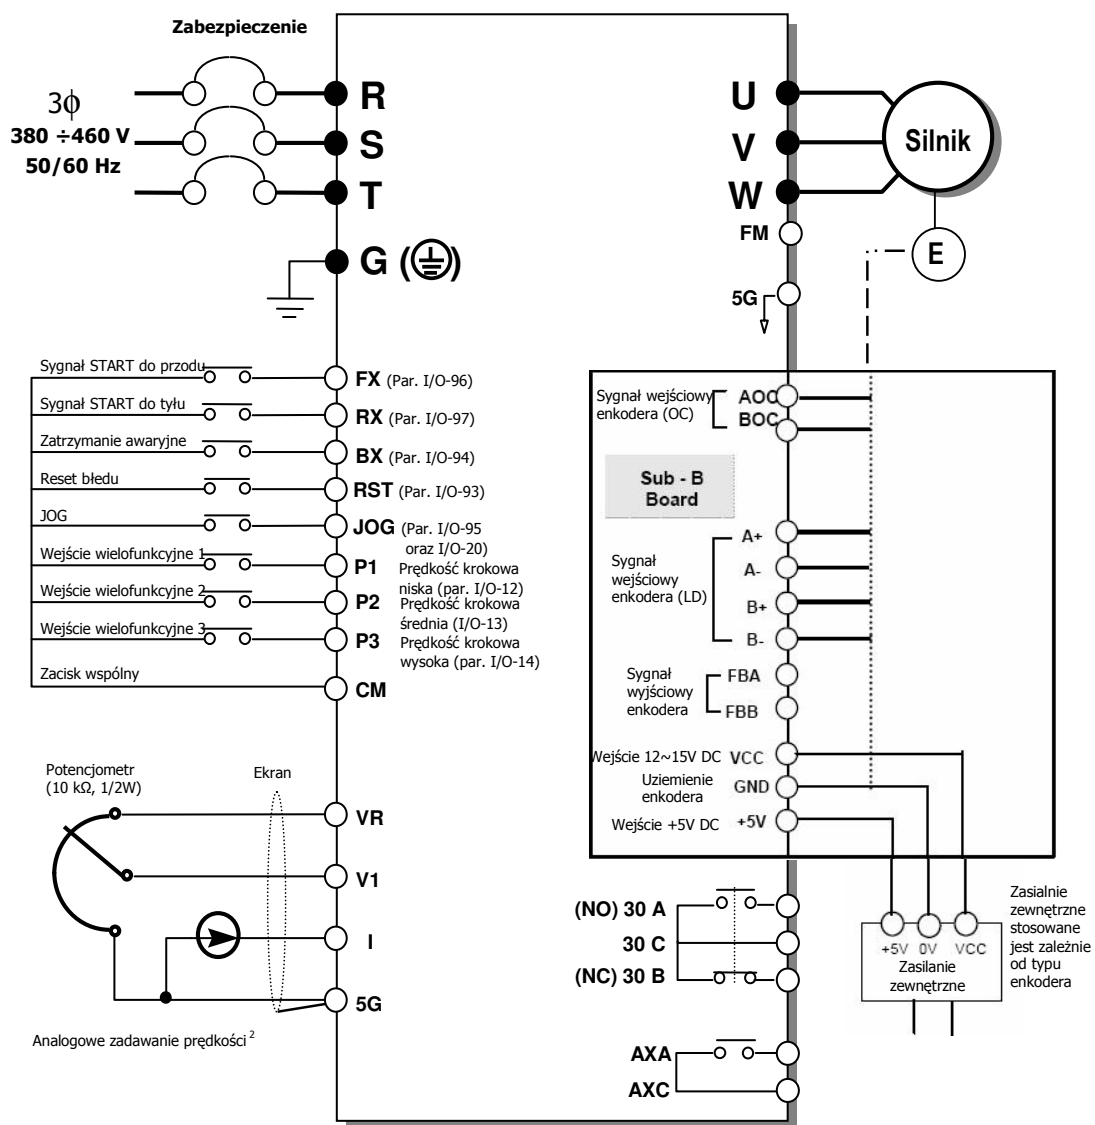 Zabezpieczenie
3ϕ
380 ÷460 V
50/60 Hz
R
S
T
G
U
V
W
Silnik
FM
E
5G
Sygnał START do przodu
FX (Par. I/O-96)
Sygnał START do tyłu
RX (Par. I/O-97)
Zatrzymanie awaryjne
BX (Par. I/O-94)
Reset błedu
RST (Par. I/O-93)
JOG
JOG (Par. I/O-95
oraz I/O-20)
Wejście wielofunkcyjne 1
P1 Prędkość krokowa
niska (par. I/O-12)
Wejście wielofunkcyjne 2
P2 Prędkość krokowa
średnia (I/O-13)
Wejście wielofunkcyjne 3
P3 Prędkość krokowa
wysoka (par. I/O-14)
Zacisk wspólny
CM
Sygnał wejściowy
enkodera (OC)
AOC
BOC
Sub - B
Board
Sygnał
wejściowy
enkodera (LD)
A+
A-
B+
B-
Sygnał
wyjściowy
enkodera
FBA
FBB
Wejście 12~15V DC VCC
Uziemienie
enkodera
GND
Wejście +5V DC +5V
Potencjometr
(10 kΩ, 1/2W)
Ekran
VR
V1
I
5G
Analogowe zadawanie prędkości 2
(NO) 30 A
30 C
(NC) 30 B
AXA
AXC
+5V 0V VCC
Zasilanie
zewnętrzne
Zasialnie
zewnętrzne
stosowane
jest zależnie
od typu
enkodera